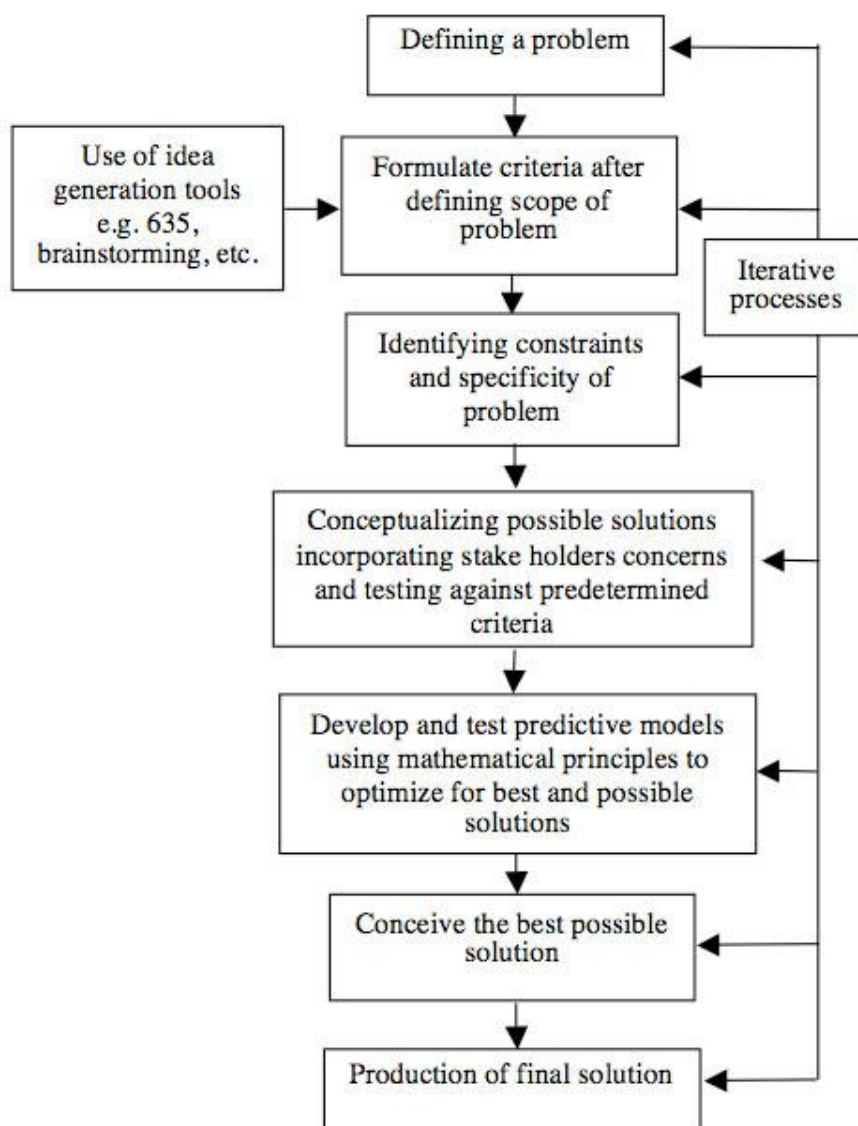 Defining a problem
Use of idea
generation tools
e.g. 635,
brainstorming, etc.
Formulate criteria after
defining scope of
problem
Iterative
processes
Identifying constraints
and specificity of
problem
Conceptualizing possible solutions
incorporating stake holders concerns
and testing against predetermined
criteria
Develop and test predictive models
using mathematical principles to
optimize for best and possible
solutions
Conceive the best possible
solution
Production of final solution